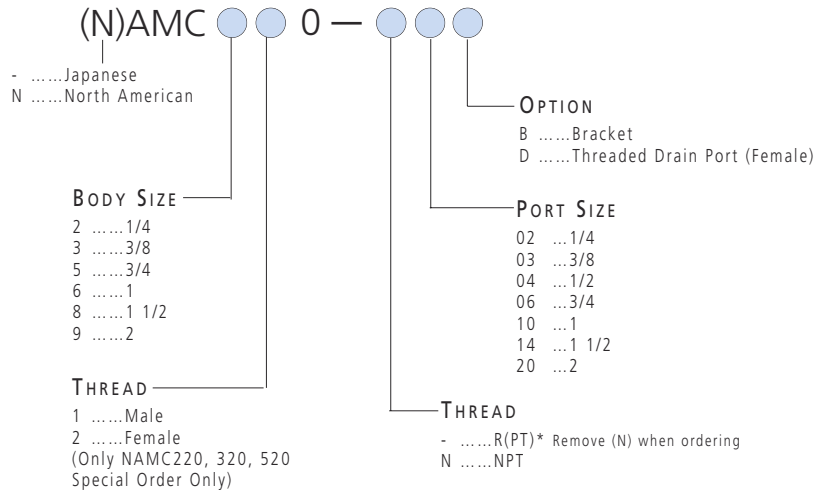 (N)AMC 0 –
- ......Japanese
N ......North American
OPTION
B ......Bracket
D ......Threaded Drain Port (Female)
BODY SIZE
2 ......1/4
3 ......3/8
5 ......3/4
6 ......1
8 ......1 1/2
9 ......2
PORT SIZE
02 ...1/4
03 ...3/8
04 ...1/2
06 ...3/4
10 ...1
14 ...1 1/2
20 ...2
THREAD
1 ......Male
2 ......Female
(Only NAMC220, 320, 520
Special Order Only)
THREAD
- ......R(PT)* Remove (N) when ordering
N ......NPT